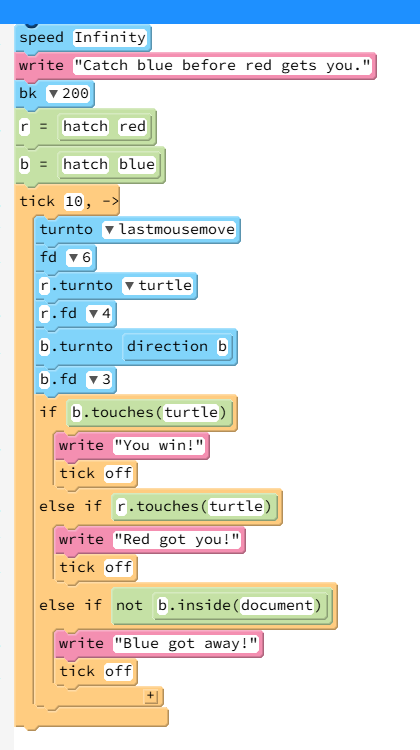 speed Infinity
write "Catch blue before red gets you."
bk ▼200
r = hatch red
b = hatch blue
tick 10, ->
turnto ▼lastmousemove
fd ▼6
r.turnto ▼turtle
r.fd ▼4
b.turnto direction b
b.fd ▼3
if b.touches(turtle)
write "You win!"
tick off
else if r.touches(turtle)
write "Red got you!"
tick off
else if not b.inside(document)
write "Blue got away!"
tick off
+